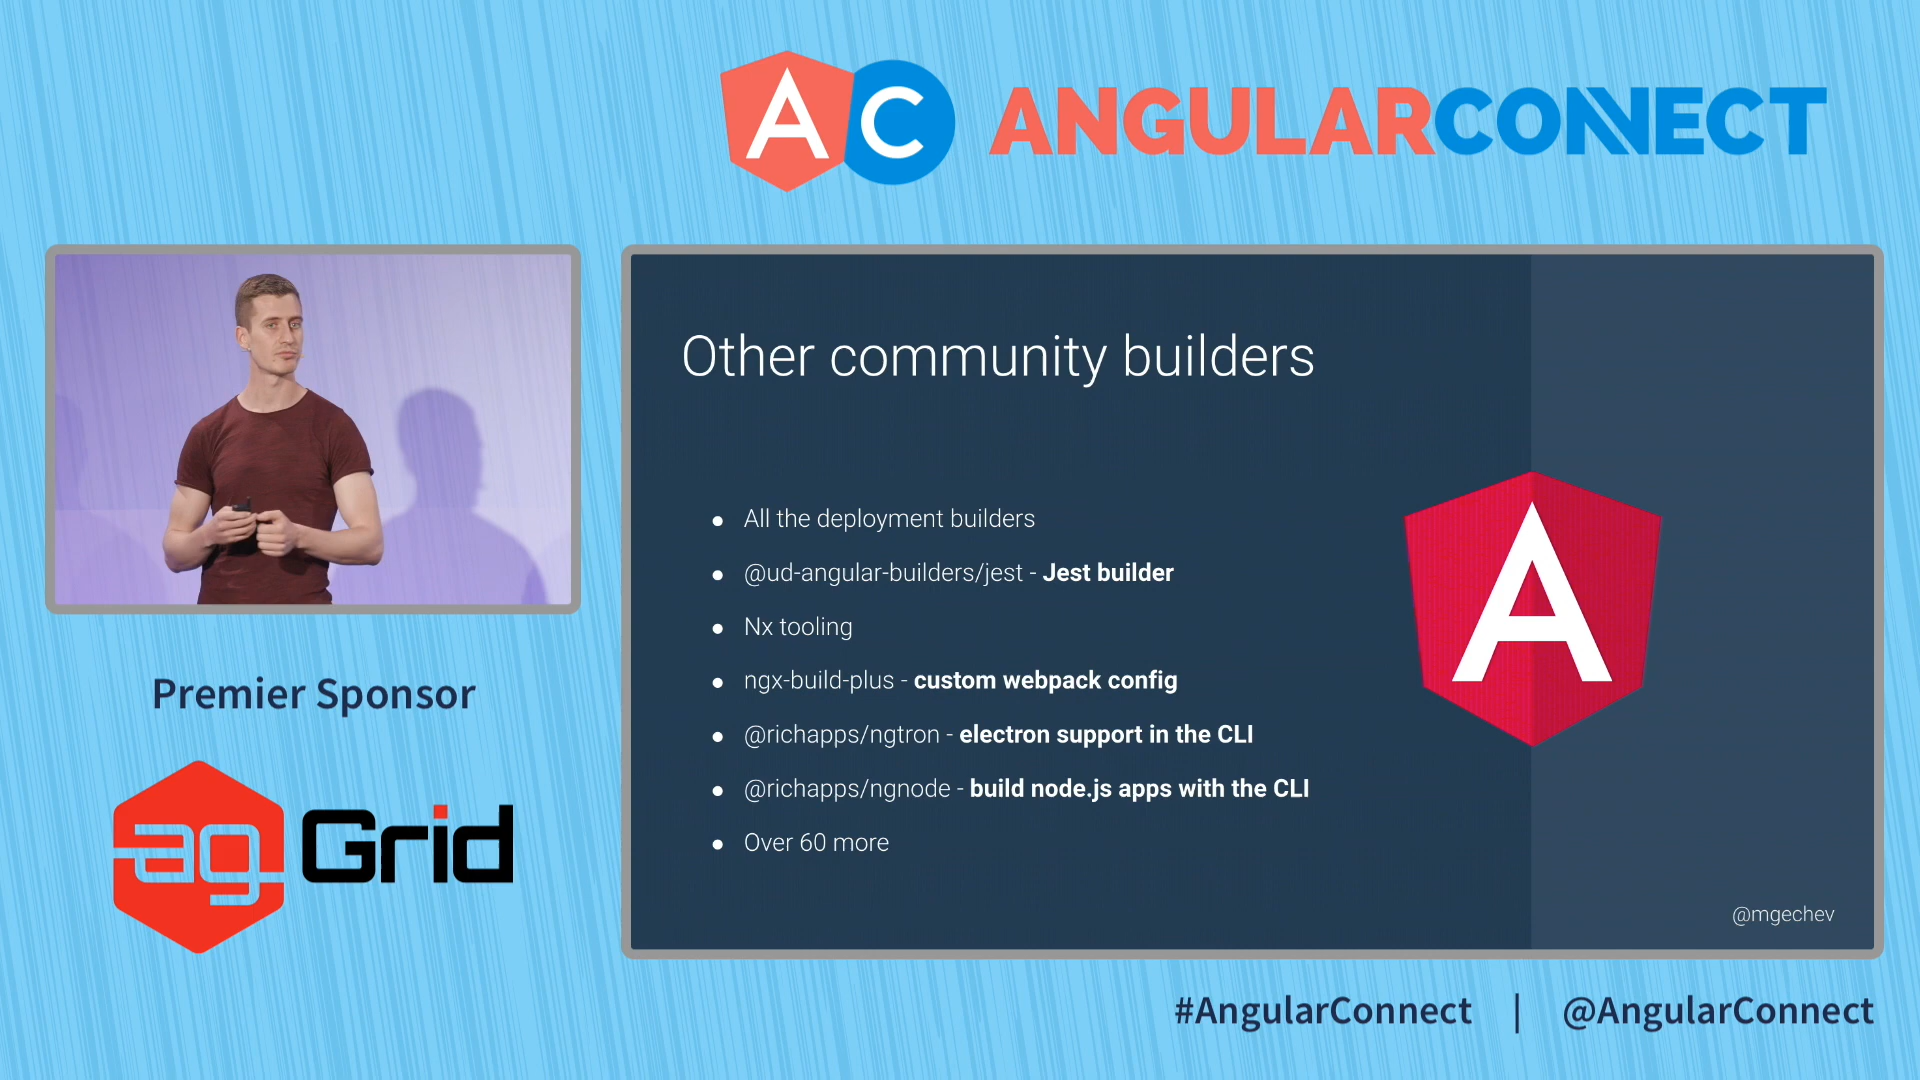 AC ANGULARCONNECT
Other community builders
● All the deployment builders
● @ud-angular-builders/jest - Jest builder
● Nx tooling
● ngx-build-plus - custom webpack config
● @richapps/ngtron - electron support in the CLI
● @richapps/ngnode - build node.js apps with the CLI
● Over 60 more
A
@mgechev
Premier Sponsor
ag Grid
#AngularConnect | @AngularConnect